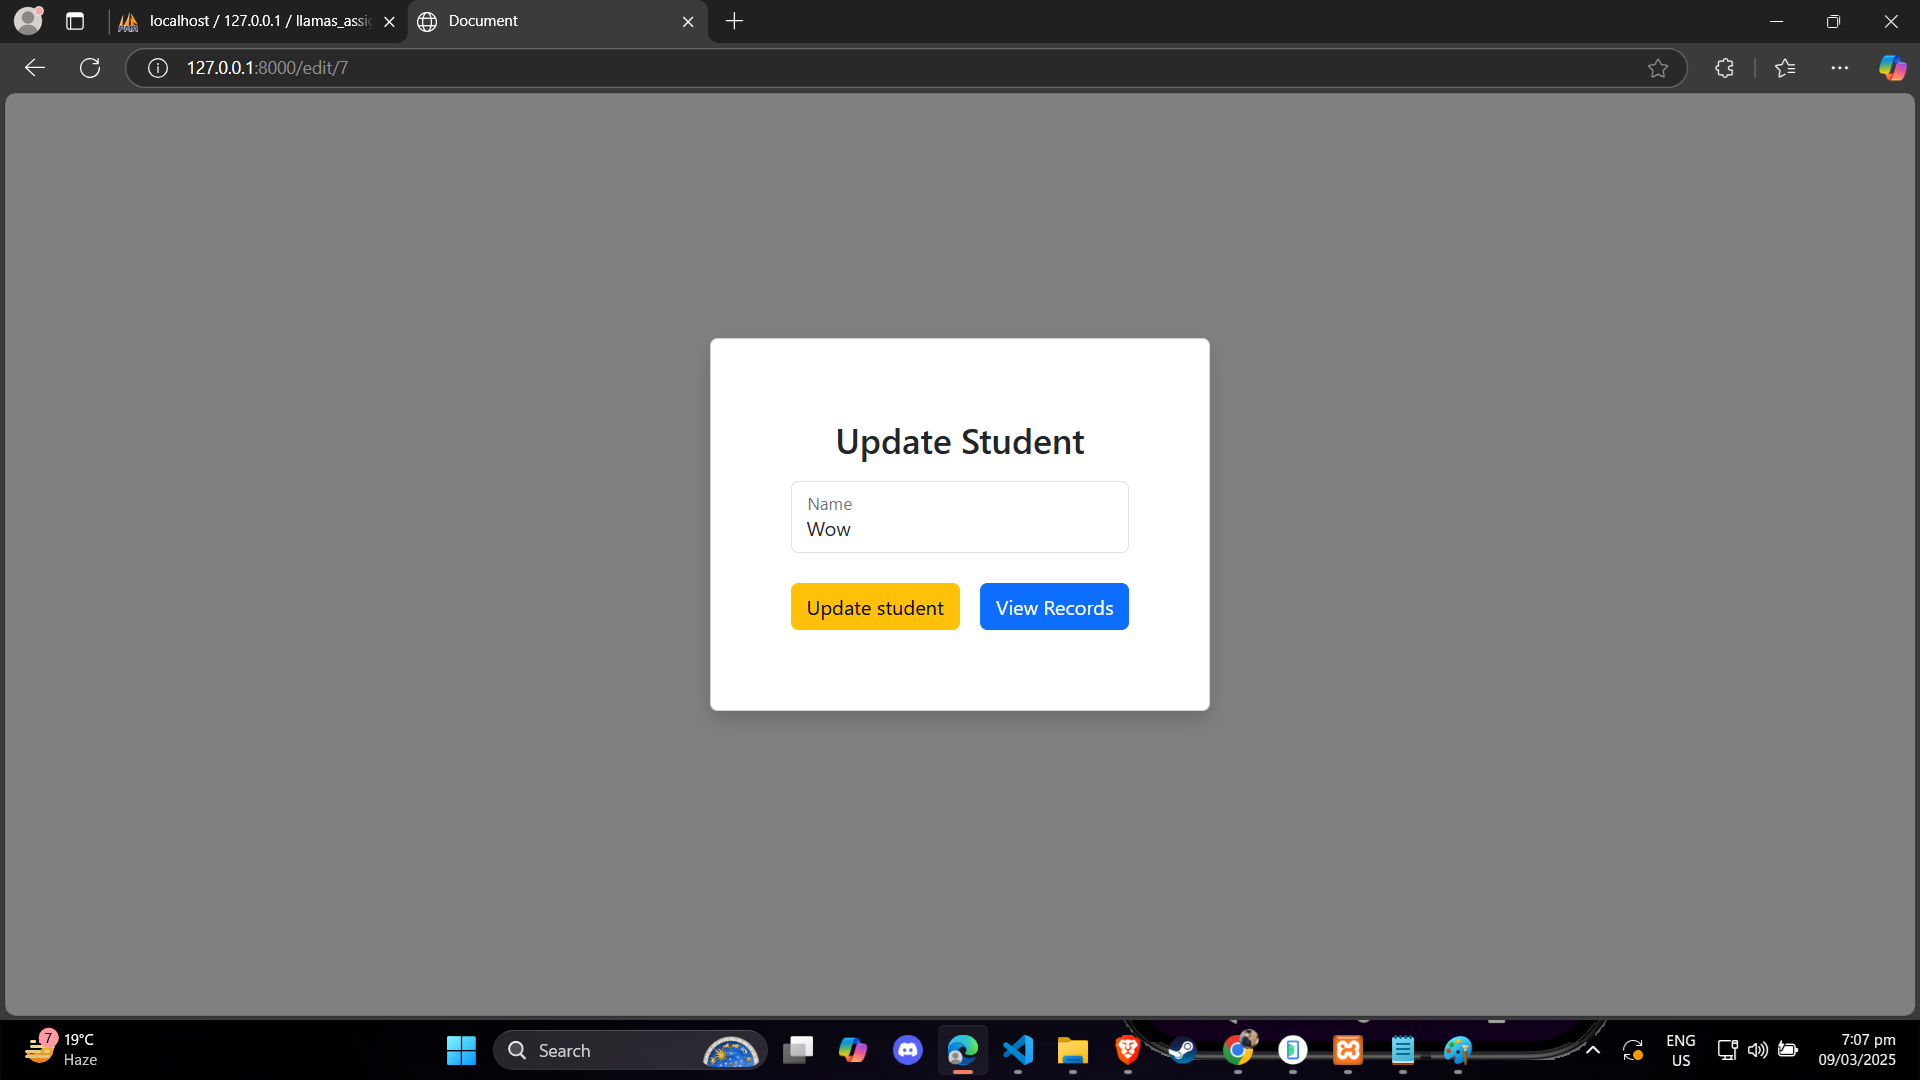 localhost / 127.0.0.1 / llamas_assi
Document
127.0.0.1:8000/edit/7
Update Student
Name
Wow
Update student
View Records
7
19°C
Haze
Search
ENG
US
7:07 pm
09/03/2025